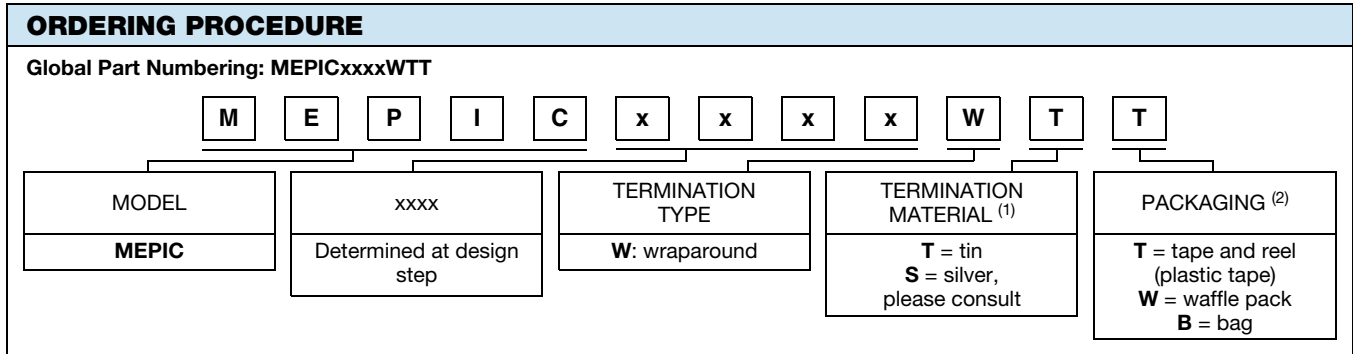 ORDERING PROCEDURE
Global Part Numbering: MEPICxxxxWTT
M E P I C x x x x W T T
MODEL
MEPIC
xxxx
Determined at design
step
TERMINATION
TYPE
W: wraparound
TERMINATION
MATERIAL (1)
T = tin
S = silver,
please consult
PACKAGING (2)
T = tape and reel
(plastic tape)
W = waffle pack
B = bag